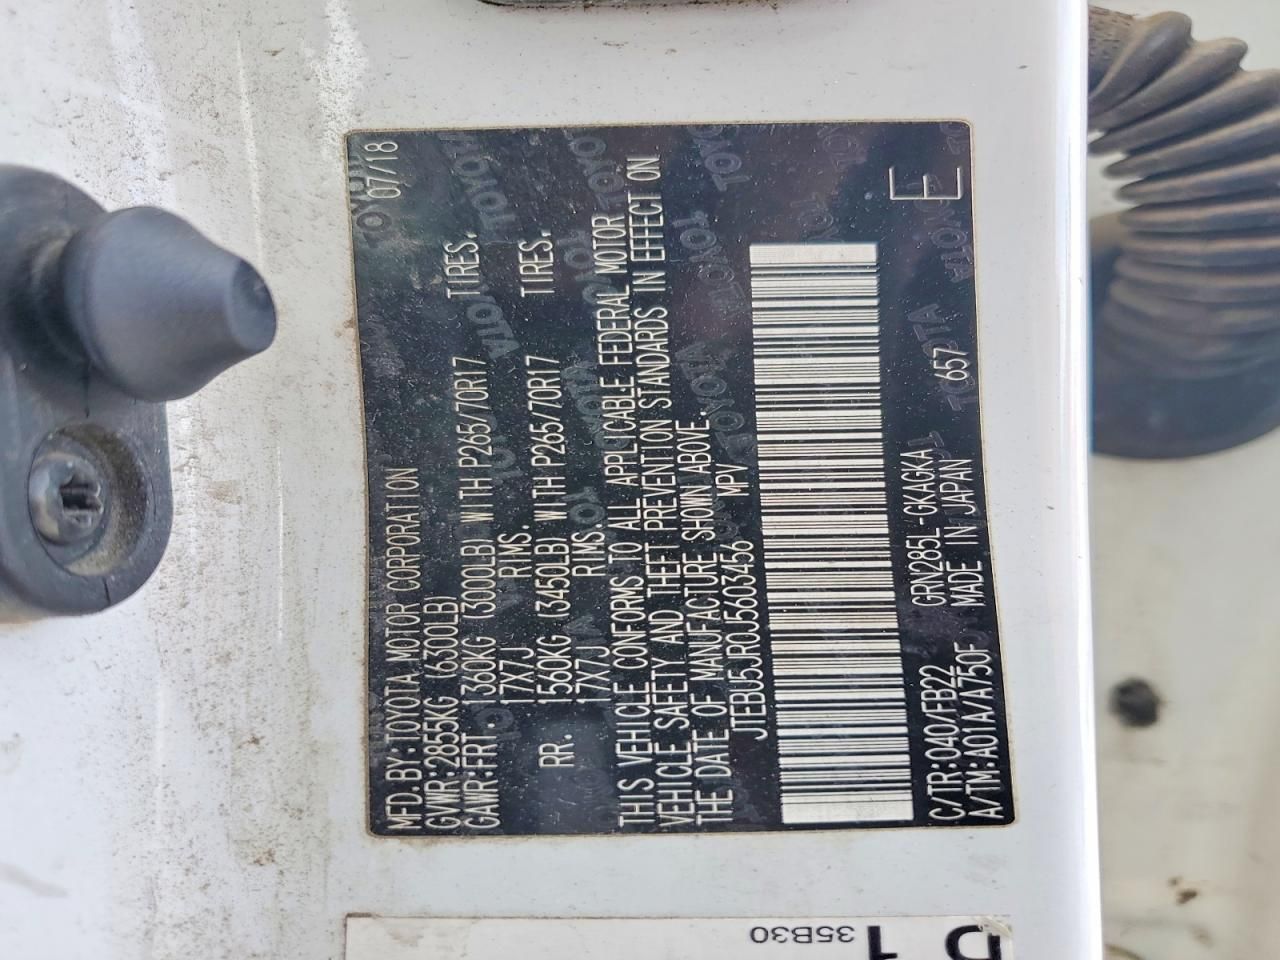 07/18
MFD.BY:TOYOTA MOTOR CORPORATION
GVWR:2855KG (6300LB)
GAWR:FRT. 1360KG (3000LB) WITH P265/70R17 TIRES.
17X7J RIMS.
RR. 1560KG (3450LB) WITH P265/70R17 TIRES.
17X7J RIMS.
THIS VEHICLE CONFORMS TO ALL APPLICABLE FEDERAL MOTOR
VEHICLE SAFETY AND THEFT PREVENTION STANDARDS IN EFFECT ON
THE DATE OF MANUFACTURE SHOWN ABOVE.
JTEBU5JR0J5603456 MPV
E
C/TR:040/FB22 GRN285L-GKAGKA 657
A/TM:A01A/A750F MADE IN JAPAN
35B30